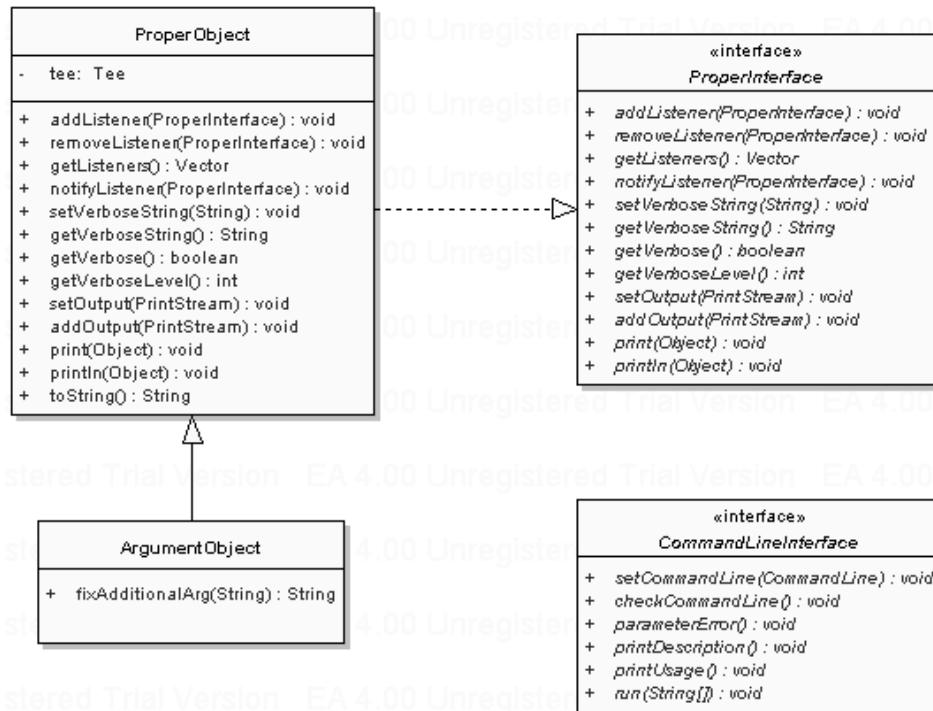 ProperObject
- tee: Tee
+ addListener(ProperInterface) : void
+ removeListener(ProperInterface) : void
+ getListeners() : Vector
+ notifyListener(ProperInterface) : void
+ setVerboseString(String) : void
+ getVerboseString() : String
+ getVerbose() : boolean
+ getVerboseLevel() : int
+ setOutput(PrintStream) : void
+ addOutput(PrintStream) : void
+ print(Object) : void
+ println(Object) : void
+ toString() : String
«interface»
ProperInterface
+ addListener(ProperInterface) : void
+ removeListener(ProperInterface) : void
+ getListeners() : Vector
+ notifyListener(ProperInterface) : void
+ setVerboseString(String) : void
+ getVerboseString() : String
+ getVerbose() : boolean
+ getVerboseLevel() : int
+ setOutput(PrintStream) : void
+ addOutput(PrintStream) : void
+ print(Object) : void
+ println(Object) : void
stered Trial Version EA 4.00 Unregistered Trial Version EA 4.00
ArgumentObject
+ fixAdditionalArg(String) : String
«interface»
CommandLineInterface
+ setCommandLine(CommandLine) : void
+ checkCommandLine() : void
+ parameterError() : void
+ printDescription() : void
+ printUsage() : void
+ run(String[]) : void